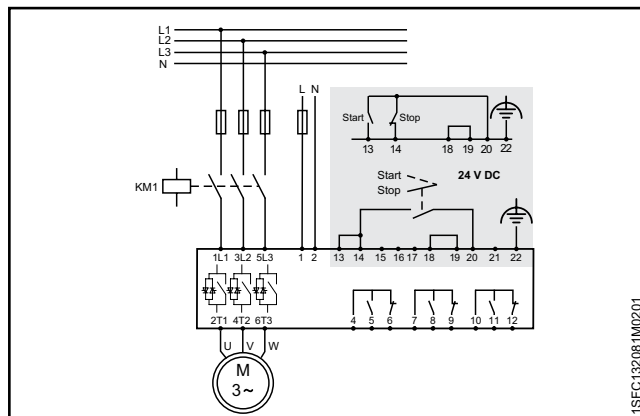 L1
L2
L3
N
L N
Start Stop
13 14 18 19 20 22
KM1
Start
Stop
24 V DC
1L1 3L2 5L3 1 2 13 14 15 16 17 18 19 20 21 22
2T1 4T2 6T3 4 5 6 7 8 9 10 11 12
U V W
M
3~
1SFC132081M0201